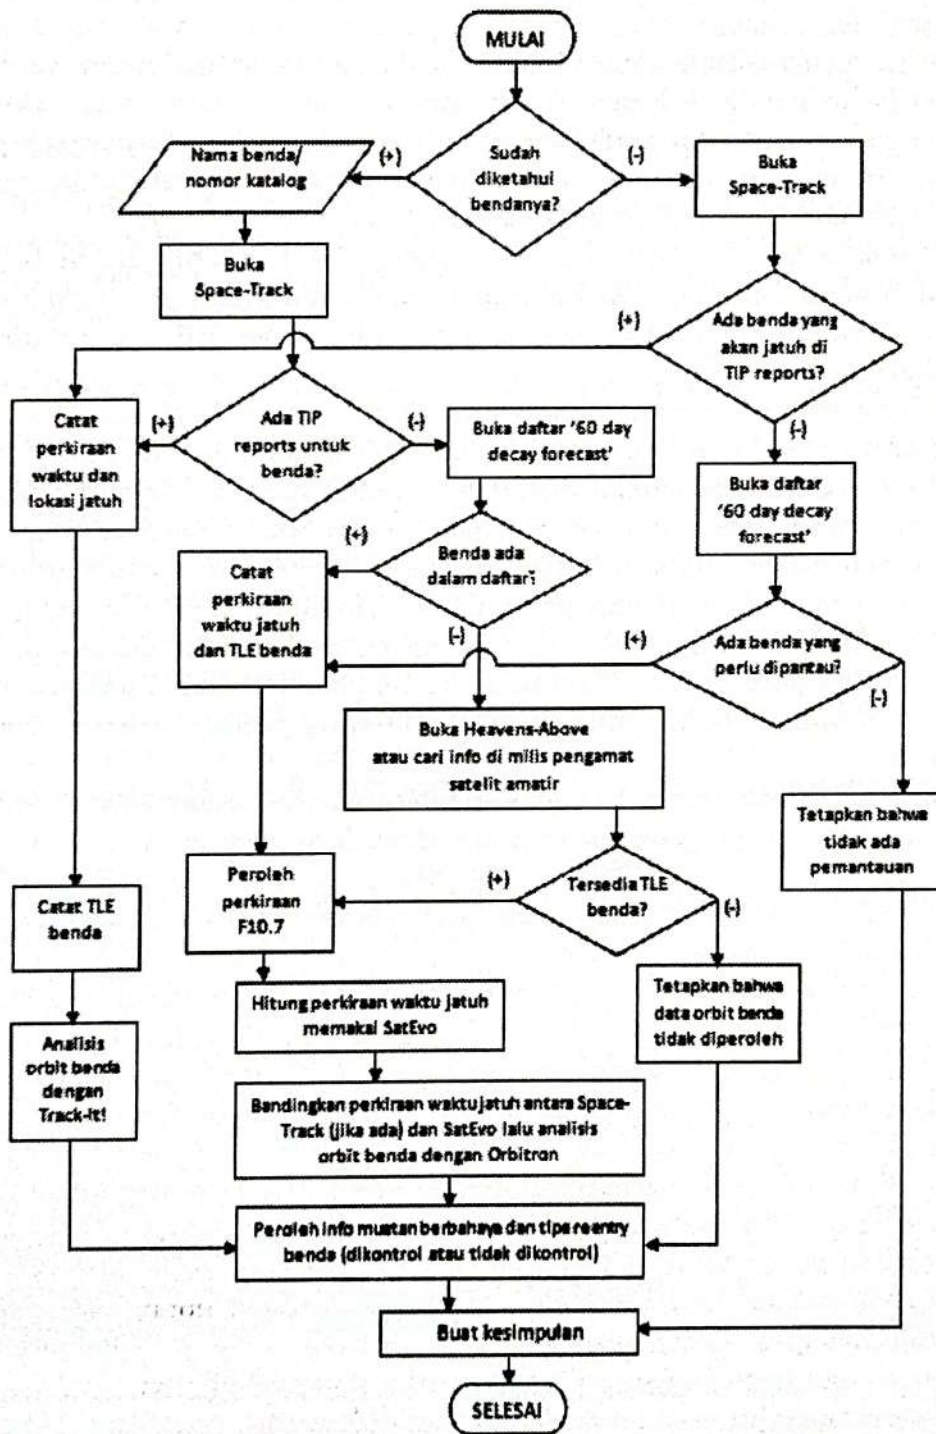 MULAI
Sudah
diketahui
bendanya?
(+)
(-)
Nama benda/
nomor katalog
Buka
Space-Track
Buka
Space-Track
(+)
Ada benda yang
akan jatuh di
TIP reports?
(-)
Catat
perkiraan
waktu dan
lokasi jatuh
(+)
Ada TIP
reports untuk
benda?
(-)
Buka daftar '60 day
decay forecast'
Buka daftar
'60 day decay
forecast'
(+)
Benda ada
dalam daftar?
(-)
Catat
perkiraan
waktu jatuh
dan TLE benda
(+)
Ada benda yang
perlu dipantau?
(-)
Buka Heavens-Above
atau cari info di milis pengamat
satelit amatir
Tetapkan bahwa
tidak ada
pemantauan
Peroleh
perkiraan
F10.7
(+)
Tersedia TLE
benda?
(-)
Catat TLE
benda
Hitung perkiraan waktu jatuh
memakai SatEvo
Tetapkan bahwa
data orbit benda
tidak diperoleh
Analisis
orbit benda
dengan
Track-It!
Bandingkan perkiraan waktu jatuh antara Space-
Track (jika ada) dan SatEvo lalu analisis
orbit benda dengan Orbitron
Peroleh info muatan berbahaya dan tipe reentry
benda (dikontrol atau tidak dikontrol)
Buat kesimpulan
SELESAI